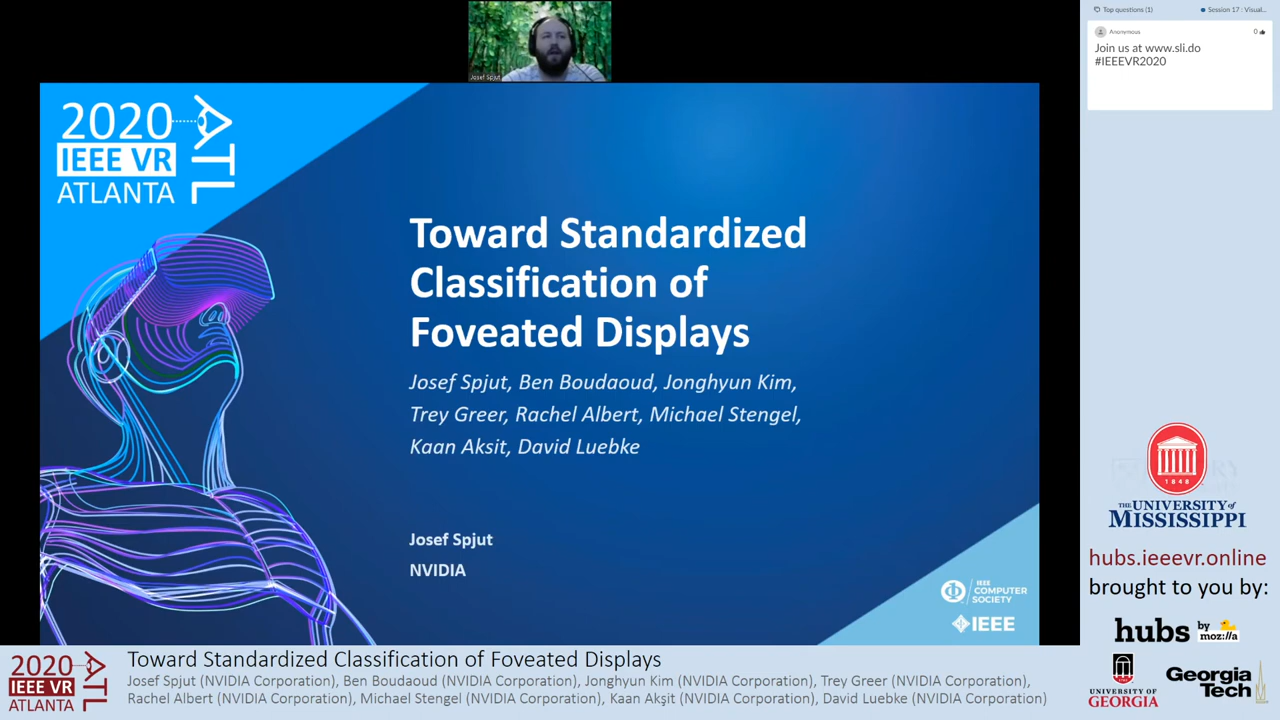 Josef Spjut
2020
IEEE VR
ATLANTA
ATL
Toward Standardized
Classification of
Foveated Displays
Josef Spjut, Ben Boudaoud, Jonghyun Kim,
Trey Greer, Rachel Albert, Michael Stengel,
Kaan Aksit, David Luebke
Josef Spjut
NVIDIA
IEEE
COMPUTER
SOCIETY
IEEE
Top questions (1)
Session 17 : Visual...
Anonymous
0
Join us at www.sli.do
#IEEEVR2020
1848
THE UNIVERSITY of
MISSISSIPPI
hubs.ieeevr.online
brought to you by:
hubs by
moz://a
UNIVERSITY OF
GEORGIA
Georgia
Tech
2020
IEEE VR
ATLANTA
ATL
Toward Standardized Classification of Foveated Displays
Josef Spjut (NVIDIA Corporation), Ben Boudaoud (NVIDIA Corporation), Jonghyun Kim (NVIDIA Corporation), Trey Greer (NVIDIA Corporation),
Rachel Albert (NVIDIA Corporation), Michael Stengel (NVIDIA Corporation), Kaan Akşit (NVIDIA Corporation), David Luebke (NVIDIA Corporation)